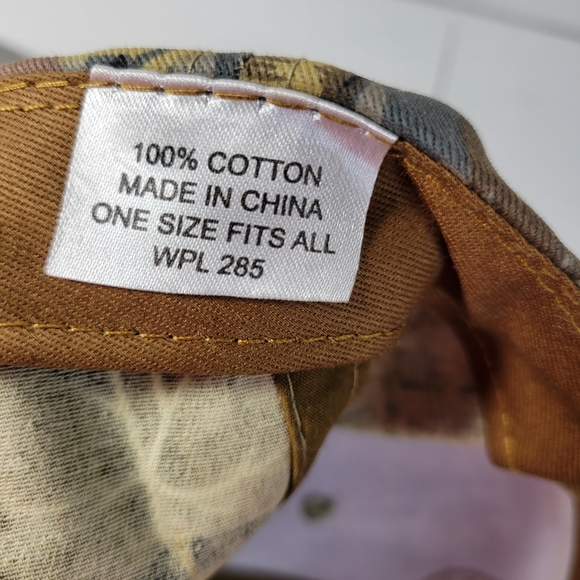 100% COTTON
MADE IN CHINA
ONE SIZE FITS ALL
WPL 285